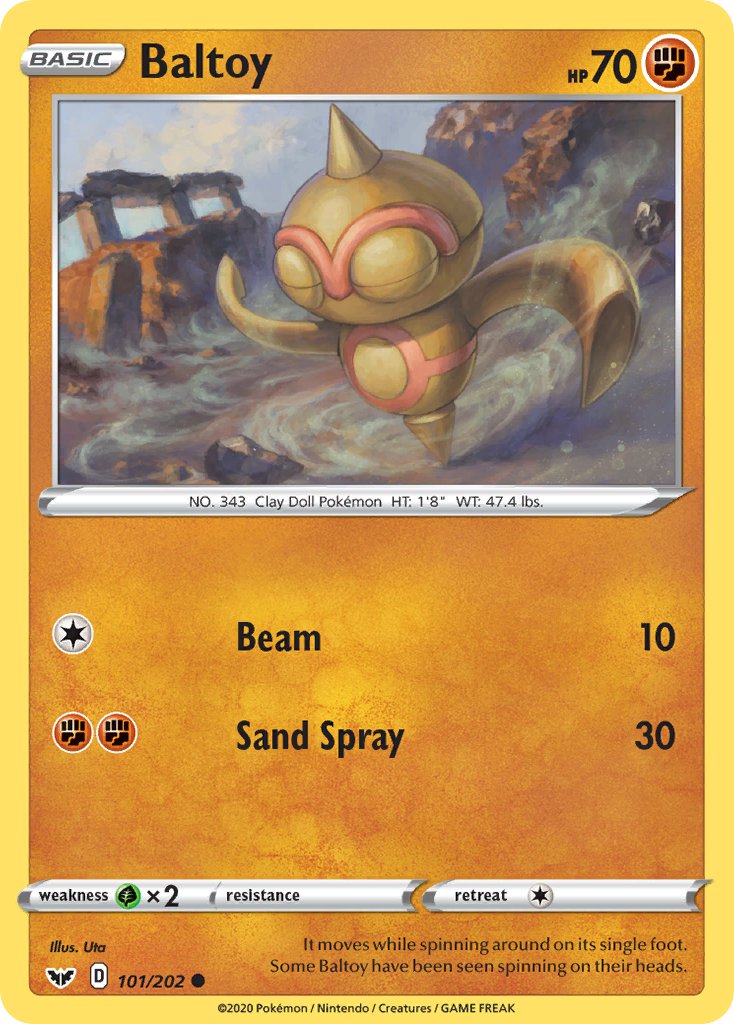 BASIC Baltoy HP 70
NO. 343 Clay Doll Pokémon HT: 1'8" WT: 47.4 lbs.
Beam 10
Sand Spray 30
weakness ×2 resistance retreat
Illus. Uta
It moves while spinning around on its single foot.
Some Baltoy have been seen spinning on their heads.
D 101/202
©2020 Pokémon / Nintendo / Creatures / GAME FREAK